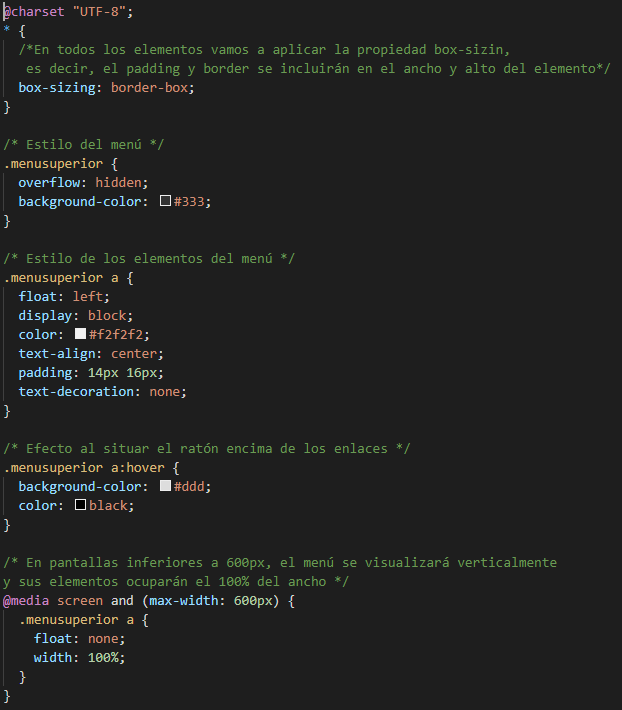 @charset "UTF-8";
* {
/*En todos los elementos vamos a aplicar la propiedad box-sizin,
es decir, el padding y border se incluirán en el ancho y alto del elemento*/
box-sizing: border-box;
}
/* Estilo del menú */
.menusuperior {
overflow: hidden;
background-color: #333;
}
/* Estilo de los elementos del menú */
.menusuperior a {
float: left;
display: block;
color: #f2f2f2;
text-align: center;
padding: 14px 16px;
text-decoration: none;
}
/* Efecto al situar el ratón encima de los enlaces */
.menusuperior a:hover {
background-color: #ddd;
color: black;
}
/* En pantallas inferiores a 600px, el menú se visualizará verticalmente
y sus elementos ocuparán el 100% del ancho */
@media screen and (max-width: 600px) {
.menusuperior a {
float: none;
width: 100%;
}
}